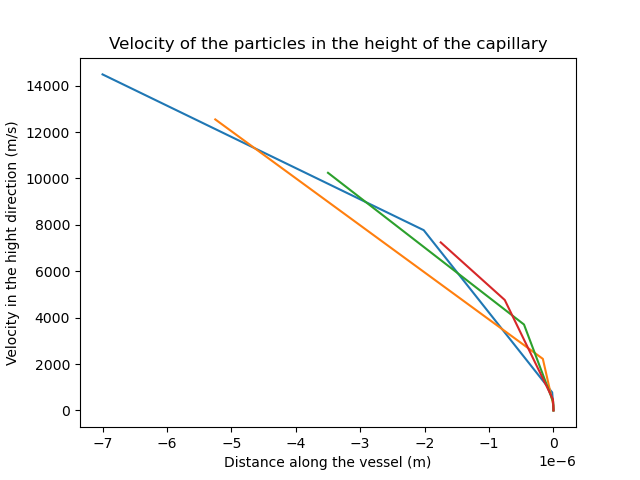 Velocity of the particles in the height of the capillary
Velocity in the hight direction (m/s)
14000
12000
10000
8000
6000
4000
2000
0
−7 −6 −5 −4 −3 −2 −1 0
1e−6
Distance along the vessel (m)